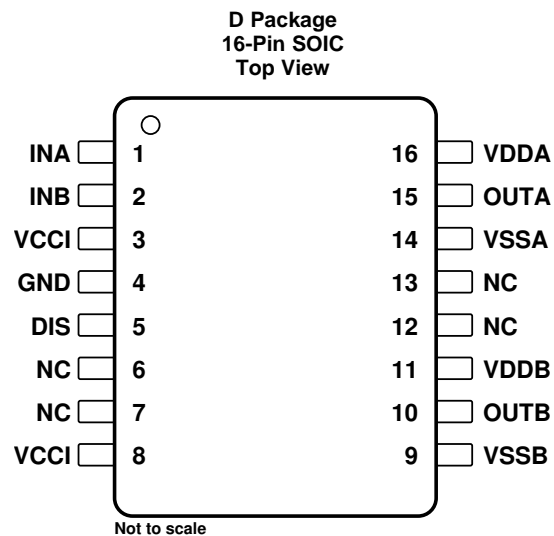 D Package
16-Pin SOIC
Top View
INA 1 16 VDDA
INB 2 15 OUTA
VCCI 3 14 VSSA
GND 4 13 NC
DIS 5 12 NC
NC 6 11 VDDB
NC 7 10 OUTB
VCCI 8 9 VSSB
Not to scale